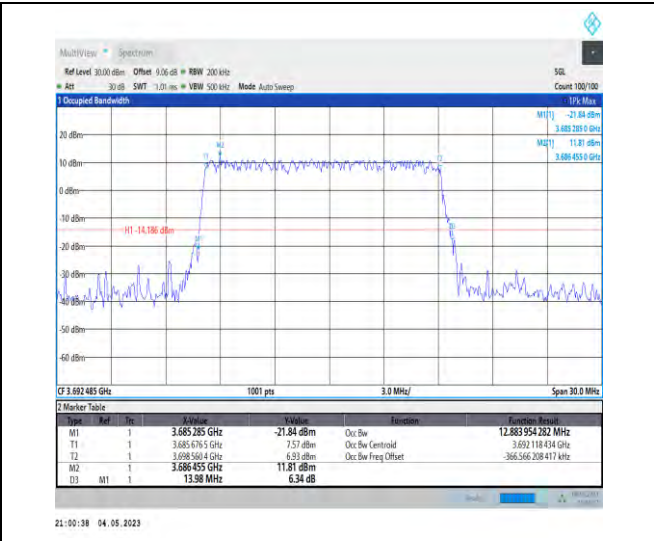 MultiView Spectrum
Ref Level 30.00 dBm Offset 9.06 dB RBW 200 kHz SGL
Att 30 dB SWT 1.01 ms VBW 500 kHz Mode Auto Sweep Count 100/100
1 Occupied Bandwidth 1Pk Max
M1[1] -21.84 dBm
3.685 285 0 GHz
20 dBm
M2[1] 11.81 dBm
M2
3.686 455 0 GHz
10 dBm
T1
0 dBm
-10 dBm
H1 -14.186 dBm
-20 dBm
-30 dBm
-40 dBm
-50 dBm
-60 dBm
CF 3.692 485 GHz 1001 pts 3.0 MHz/ Span 30.0 MHz
2 Marker Table
Type Ref Trc X-Value Y-Value Function Function Result
M1 1 3.685 285 GHz -21.84 dBm Occ Bw 12.883 954 282 MHz
T1 1 3.685 676 5 GHz 7.57 dBm Occ Bw Centroid 3.692 118 434 GHz
T2 1 3.698 560 4 GHz 6.93 dBm Occ Bw Freq Offset -366.566 208 417 kHz
M2 1 3.686 455 GHz 11.81 dBm
D3 M1 1 13.98 MHz 6.34 dB
21:00:38 04.05.2023